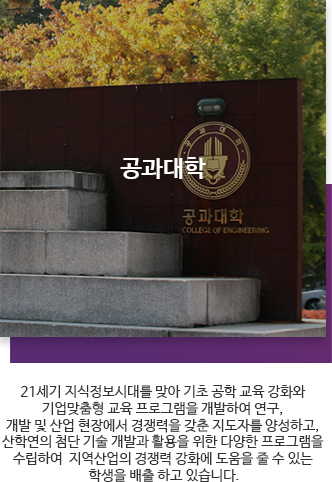 공과대학
공과대학
공과대학
COLLEGE OF ENGINEERING
21세기 지식정보시대를 맞아 기초 공학 교육 강화와
기업맞춤형 교육 프로그램을 개발하여 연구,
개발 및 산업 현장에서 경쟁력을 갖춘 지도자를 양성하고,
산학연의 첨단 기술 개발과 활용을 위한 다양한 프로그램을
수립하여 지역산업의 경쟁력 강화에 도움을 줄 수 있는
학생을 배출 하고 있습니다.